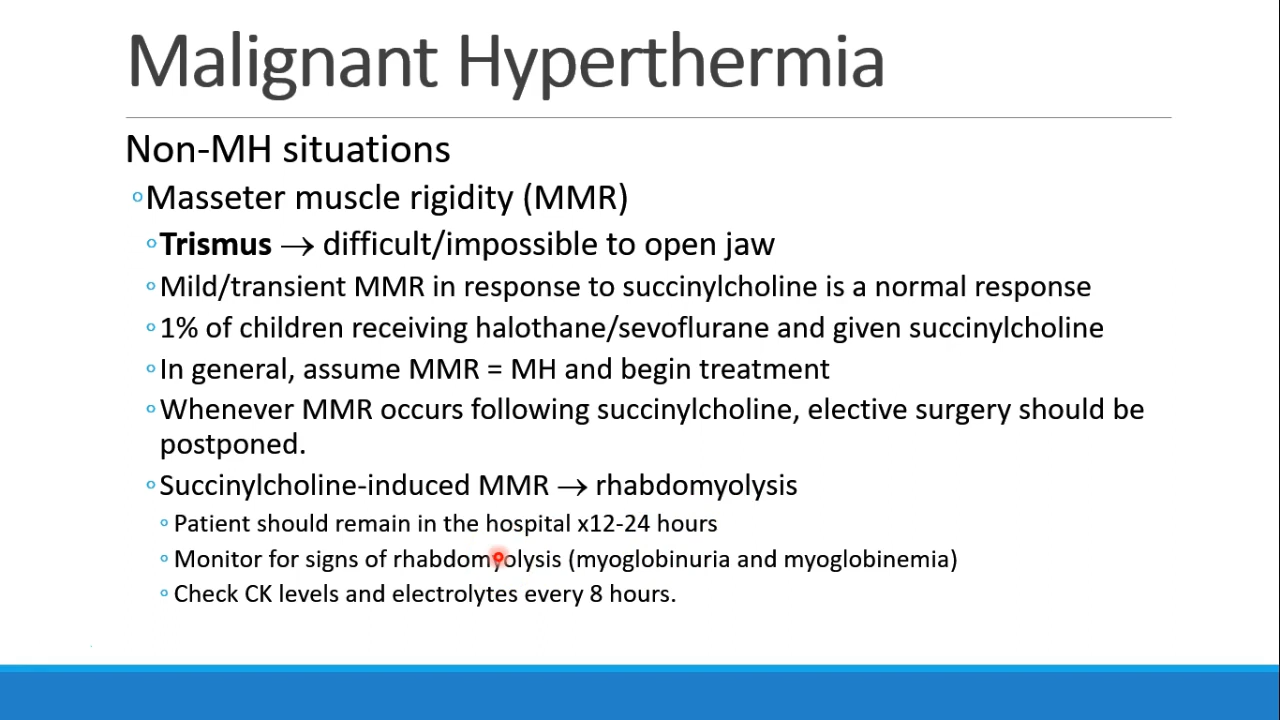 Malignant Hyperthermia
Non-MH situations
◦Masseter muscle rigidity (MMR)
◦Trismus → difficult/impossible to open jaw
◦Mild/transient MMR in response to succinylcholine is a normal response
◦1% of children receiving halothane/sevoflurane and given succinylcholine
◦In general, assume MMR = MH and begin treatment
◦Whenever MMR occurs following succinylcholine, elective surgery should be
postponed.
◦Succinylcholine-induced MMR → rhabdomyolysis
◦Patient should remain in the hospital x12-24 hours
◦Monitor for signs of rhabdomyolysis (myoglobinuria and myoglobinemia)
◦Check CK levels and electrolytes every 8 hours.